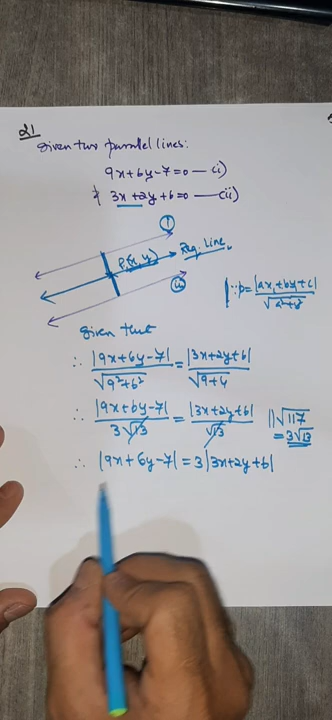 21
Given two parallel lines:
9x+6y-7=0 — (i)
& 3x+2y+6=0 — (ii)
(i)
P(x, y) Req. Line.
(ii)
∵ p = |ax₁+by₁+c| / √(a²+b²)
Given that
∴ |9x+6y-7| / √(9²+6²) = |3x+2y+6| / √(9+4)
∴ |9x+6y-7| / 3√13 = |3x+2y+6| / √13
|| √117
= 3√13
∴ |9x+6y-7| = 3|3x+2y+6|